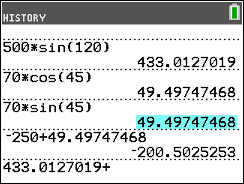 HISTORY
500*sin(120)
433.0127019
70*cos(45)
49.49747468
70*sin(45)
49.49747468
-250+49.49747468
-200.5025253
433.0127019+